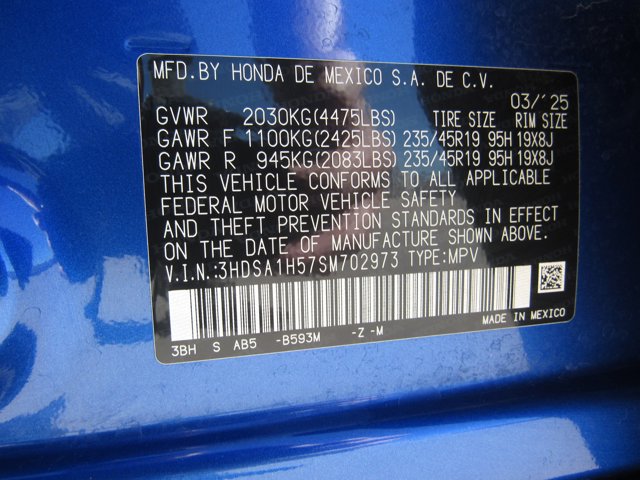 MFD.BY HONDA DE MEXICO S.A. DE C.V.
03/'25
GVWR 2030KG(4475LBS) TIRE SIZE RIM SIZE
GAWR F 1100KG(2425LBS) 235/45R19 95H 19X8J
GAWR R 945KG(2083LBS) 235/45R19 95H 19X8J
THIS VEHICLE CONFORMS TO ALL APPLICABLE
FEDERAL MOTOR VEHICLE SAFETY
AND THEFT PREVENTION STANDARDS IN EFFECT
ON THE DATE OF MANUFACTURE SHOWN ABOVE.
V.I.N.:3HDSA1H57SM702973 TYPE:MPV
3BH S AB5 -B593M -Z -M
MADE IN MEXICO